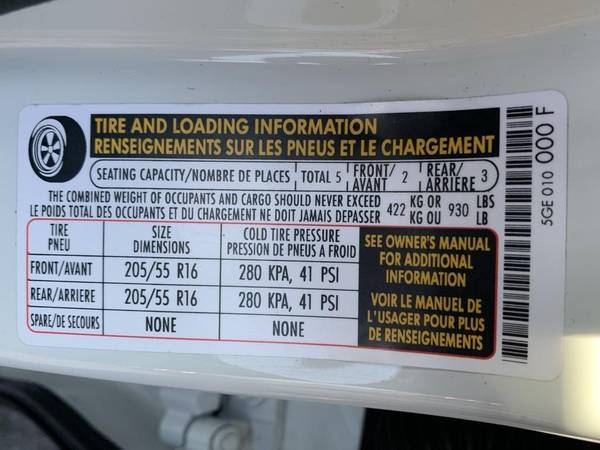 TIRE AND LOADING INFORMATION
RENSEIGNEMENTS SUR LES PNEUS ET LE CHARGEMENT
SEATING CAPACITY/NOMBRE DE PLACES TOTAL 5 FRONT/AVANT 2 REAR/ARRIERE 3
THE COMBINED WEIGHT OF OCCUPANTS AND CARGO SHOULD NEVER EXCEED 422 KG OR 930 LBS
LE POIDS TOTAL DES OCCUPANTS ET DU CHARGEMENT NE DOIT JAMAIS DEPASSER KG OU LB
TIRE SIZE COLD TIRE PRESSURE
PNEU DIMENSIONS PRESSION DE PNEUS A FROID
FRONT/AVANT 205/55 R16 280 KPA, 41 PSI
REAR/ARRIERE 205/55 R16 280 KPA, 41 PSI
SPARE/DE SECOURS NONE NONE
SEE OWNER'S MANUAL
FOR ADDITIONAL
INFORMATION
VOIR LE MANUEL DE
L'USAGER POUR PLUS
DE RENSEIGNEMENTS
5GE 010 000 F